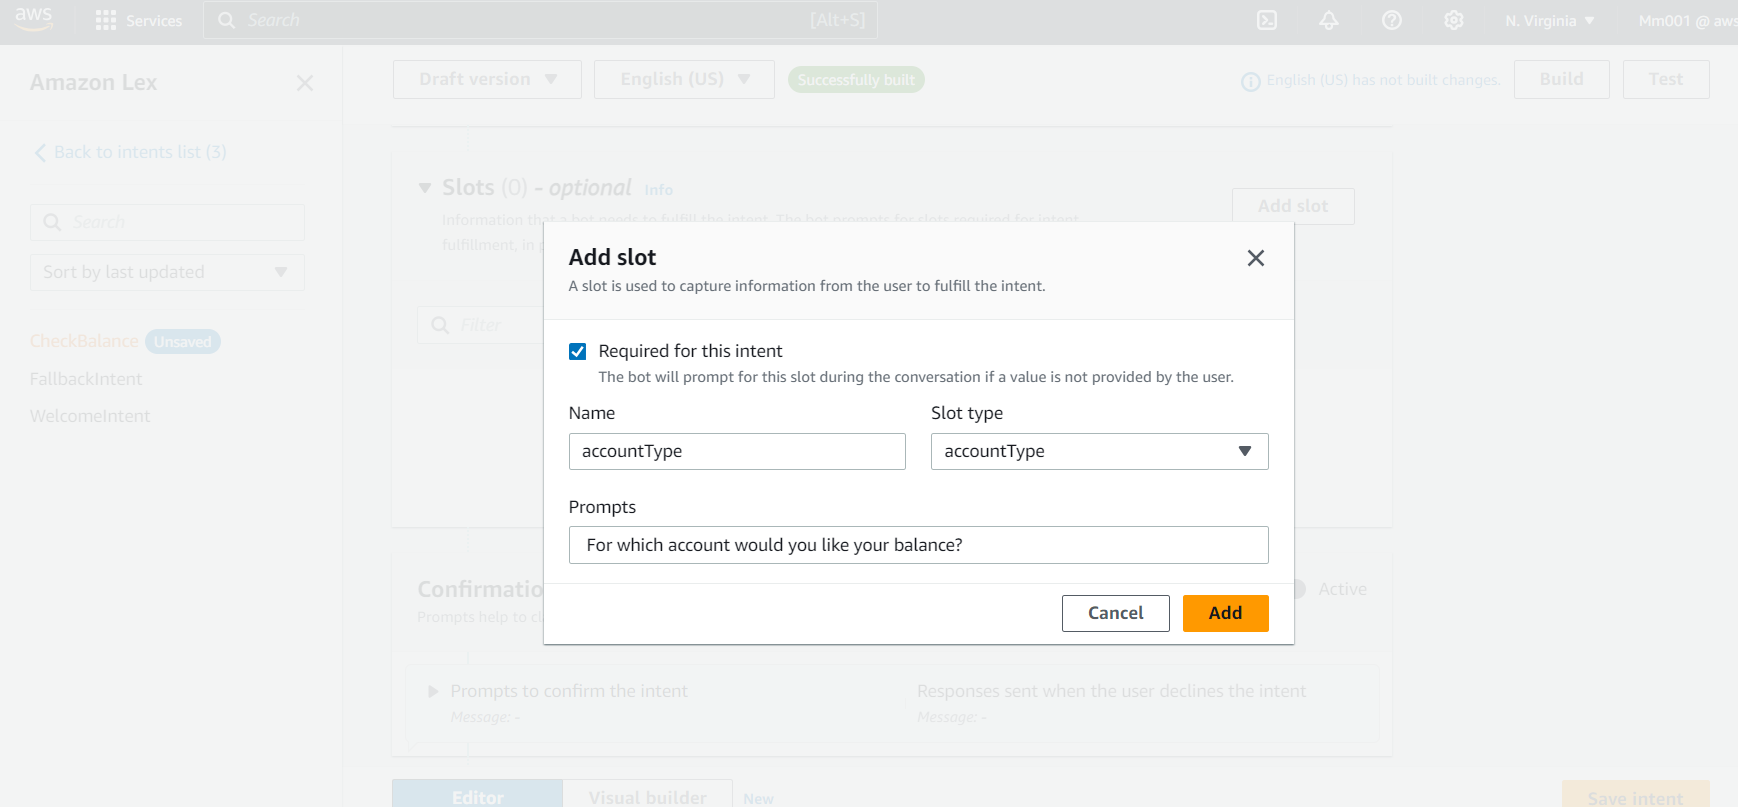 aws
Services
Search
[Alt+S]
N. Virginia
Mm001 @ aws
Amazon Lex
Draft version
English (US)
Successfully built
English (US) has not built changes.
Build
Test
Back to intents list (3)
Search
Sort by last updated
CheckBalance
Unsaved
FallbackIntent
WelcomeIntent
Slots (0) - optional Info
Information that a bot needs to fulfill the intent. The bot prompts for slots required for intent
fulfillment, in
Add slot
Filter
Add slot
A slot is used to capture information from the user to fulfill the intent.
Required for this intent
The bot will prompt for this slot during the conversation if a value is not provided by the user.
Name
Slot type
accountType
accountType
Prompts
For which account would you like your balance?
Cancel
Add
Confirmatio
Prompts help to cl
Active
Prompts to confirm the intent
Message: -
Responses sent when the user declines the intent
Message: -
Editor
Visual builder
New
Save intent